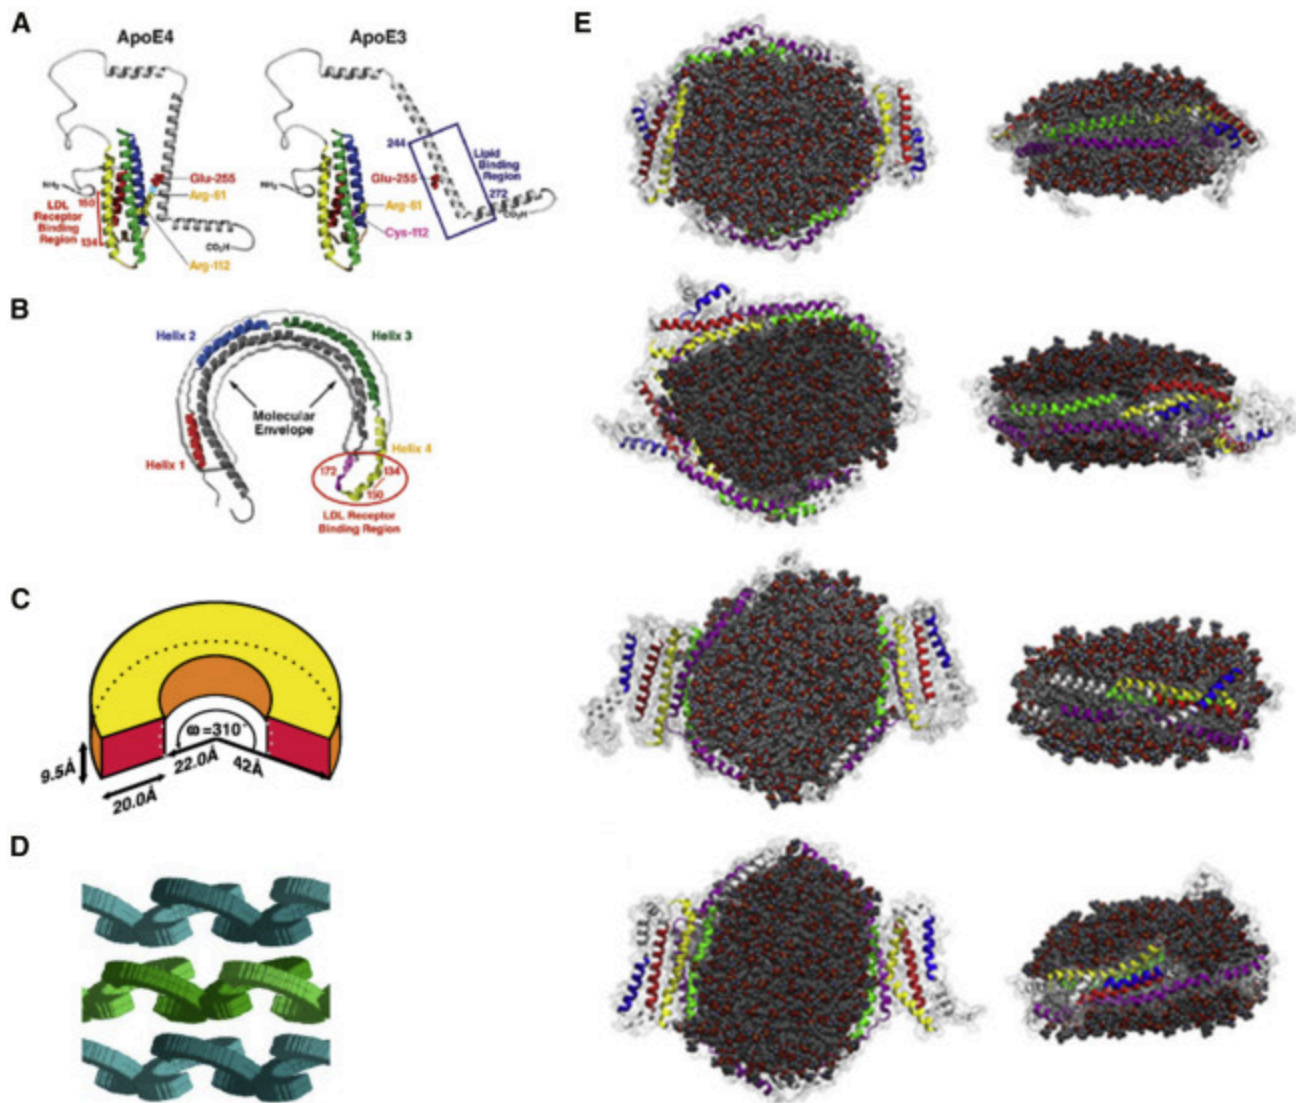 A
ApoE4
ApoE3
NH2
150
LDL
Receptor
Binding
Region
134
Glu-255
Arg-61
Arg-112
CO2H
NH2
244
Glu-255
Arg-61
Cys-112
Lipid Binding
Region
272
CO2H
B
Helix 2
Helix 3
Molecular
Envelope
Helix 1
Helix 4
172
134
150
LDL Receptor
Binding Region
C
ω =310°
9.5Å
22.0Å
42Å
20.0Å
D
E